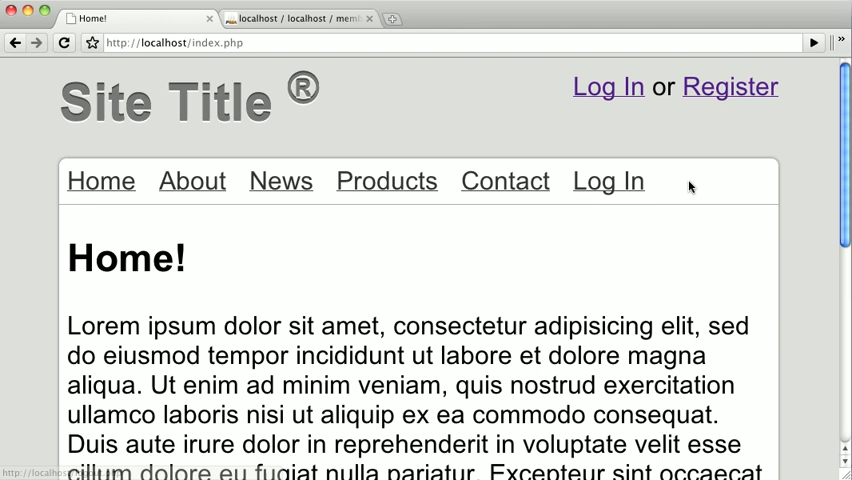 Home!
localhost / localhost / mem
http://localhost/index.php
»
Site Title ®
Log In or Register
Home About News Products Contact Log In
Home!
Lorem ipsum dolor sit amet, consectetur adipisicing elit, sed
do eiusmod tempor incididunt ut labore et dolore magna
aliqua. Ut enim ad minim veniam, quis nostrud exercitation
ullamco laboris nisi ut aliquip ex ea commodo consequat.
Duis aute irure dolor in reprehenderit in voluptate velit esse
cillum dolore eu fugiat nulla pariatur. Excepteur sint occaecat